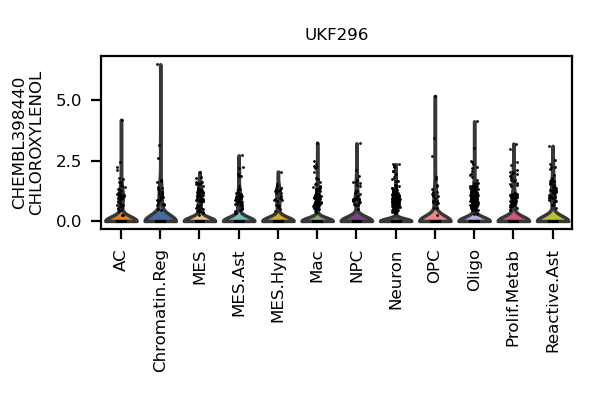 UKF296
CHEMBL398440
CHLOROXYLENOL
5.0
2.5
0.0
AC
Chromatin.Reg
MES
MES.Ast
MES.Hyp
Mac
NPC
Neuron
OPC
Oligo
Prolif.Metab
Reactive.Ast